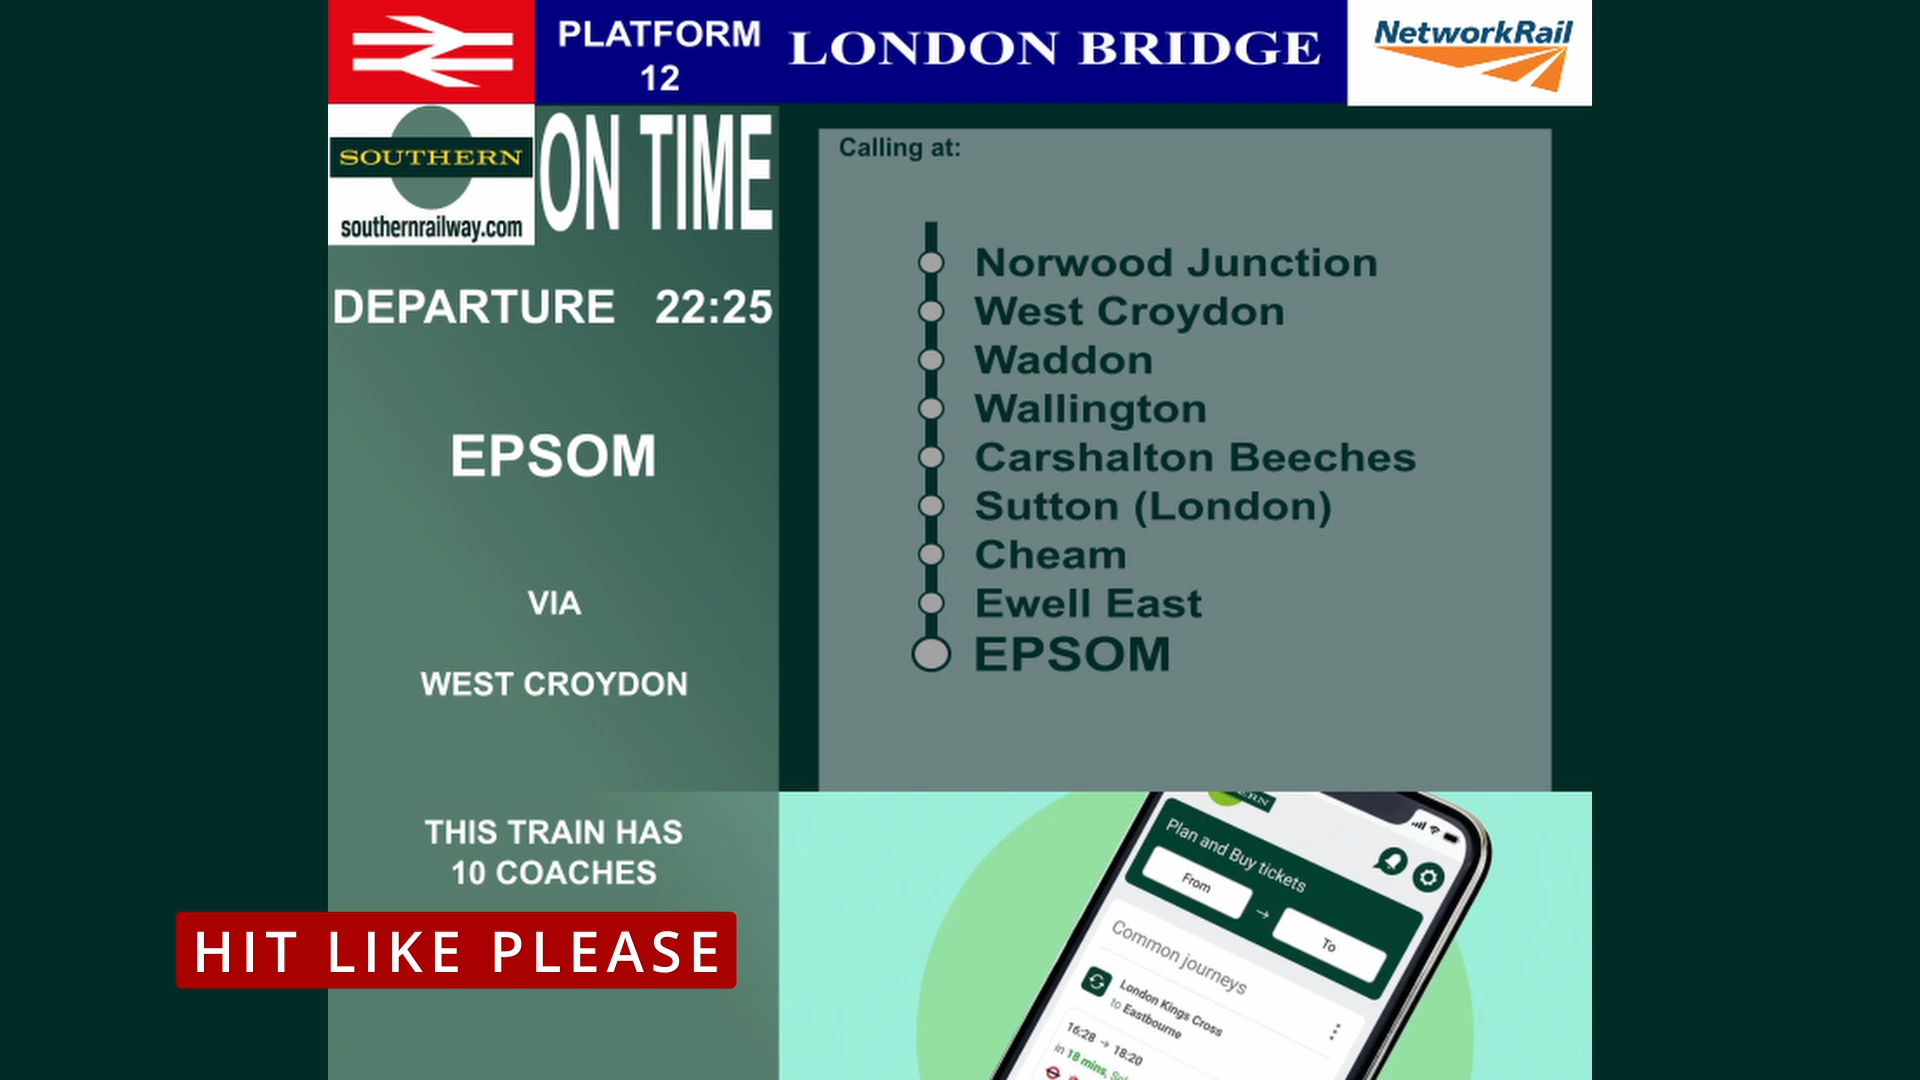 PLATFORM
12
LONDON BRIDGE
NetworkRail
SOUTHERN
southernrailway.com
ON TIME
DEPARTURE 22:25
EPSOM
VIA
WEST CROYDON
THIS TRAIN HAS
10 COACHES
HIT LIKE PLEASE
Calling at:
Norwood Junction
West Croydon
Waddon
Wallington
Carshalton Beeches
Sutton (London)
Cheam
Ewell East
EPSOM
Plan and Buy tickets
From
→
To
Common journeys
London Kings Cross
to Eastbourne
16:28 → 18:20
in 18 mins,